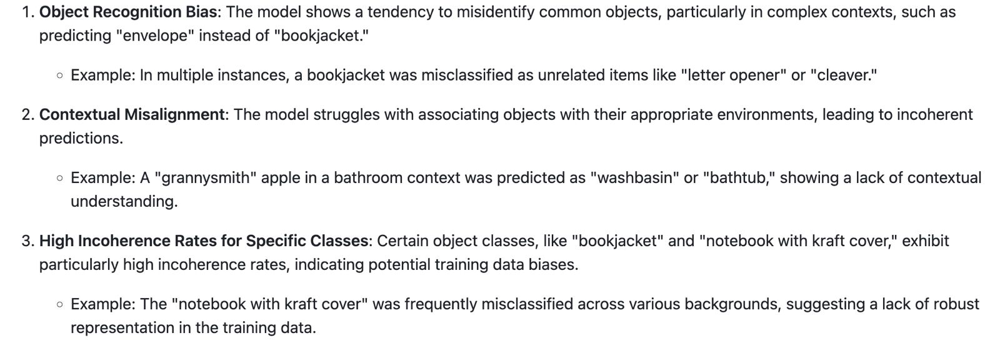 1. Object Recognition Bias: The model shows a tendency to misidentify common objects, particularly in complex contexts, such as
predicting "envelope" instead of "bookjacket."
◦ Example: In multiple instances, a bookjacket was misclassified as unrelated items like "letter opener" or "cleaver."
2. Contextual Misalignment: The model struggles with associating objects with their appropriate environments, leading to incoherent
predictions.
◦ Example: A "grannysmith" apple in a bathroom context was predicted as "washbasin" or "bathtub," showing a lack of contextual
understanding.
3. High Incoherence Rates for Specific Classes: Certain object classes, like "bookjacket" and "notebook with kraft cover," exhibit
particularly high incoherence rates, indicating potential training data biases.
◦ Example: The "notebook with kraft cover" was frequently misclassified across various backgrounds, suggesting a lack of robust
representation in the training data.